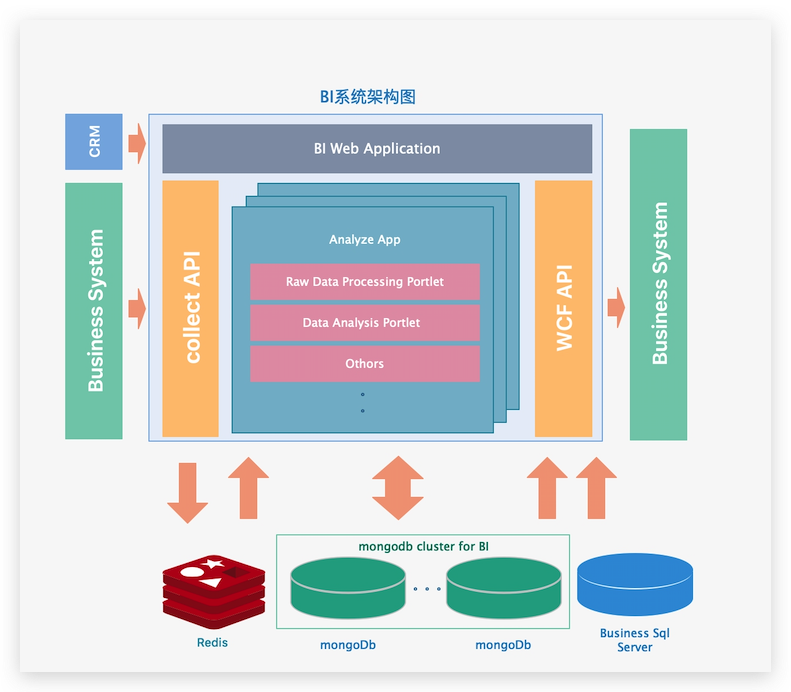 BI系统架构图
CRM
BI Web Application
Business System
collect API
Analyze App
Raw Data Processing Portlet
Data Analysis Portlet
Othors
WCF API
Business System
mongodb cluster for BI
Redis
mongoDb
mongoDb
Business Sql
Server